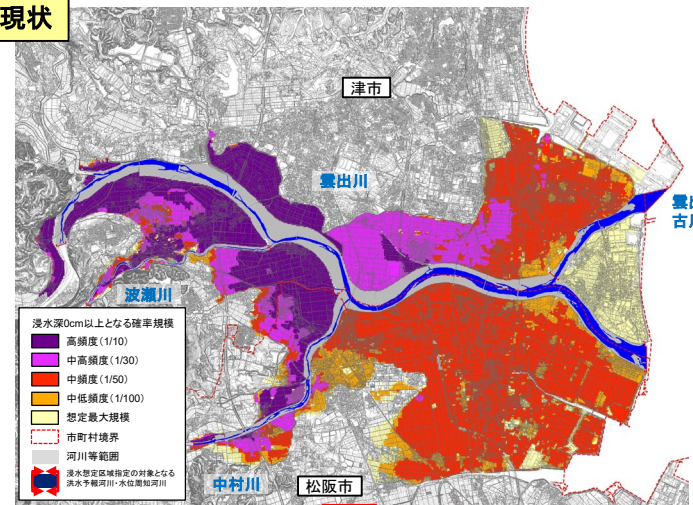 現状
津市
雲出川
雲出
古川
波瀬川
浸水深0cm以上となる確率規模
高頻度(1/10)
中高頻度(1/30)
中頻度(1/50)
中低頻度(1/100)
想定最大規模
市町村境界
河川等範囲
浸水想定区域指定の対象となる
洪水予報河川・水位周知河川
中村川
松阪市